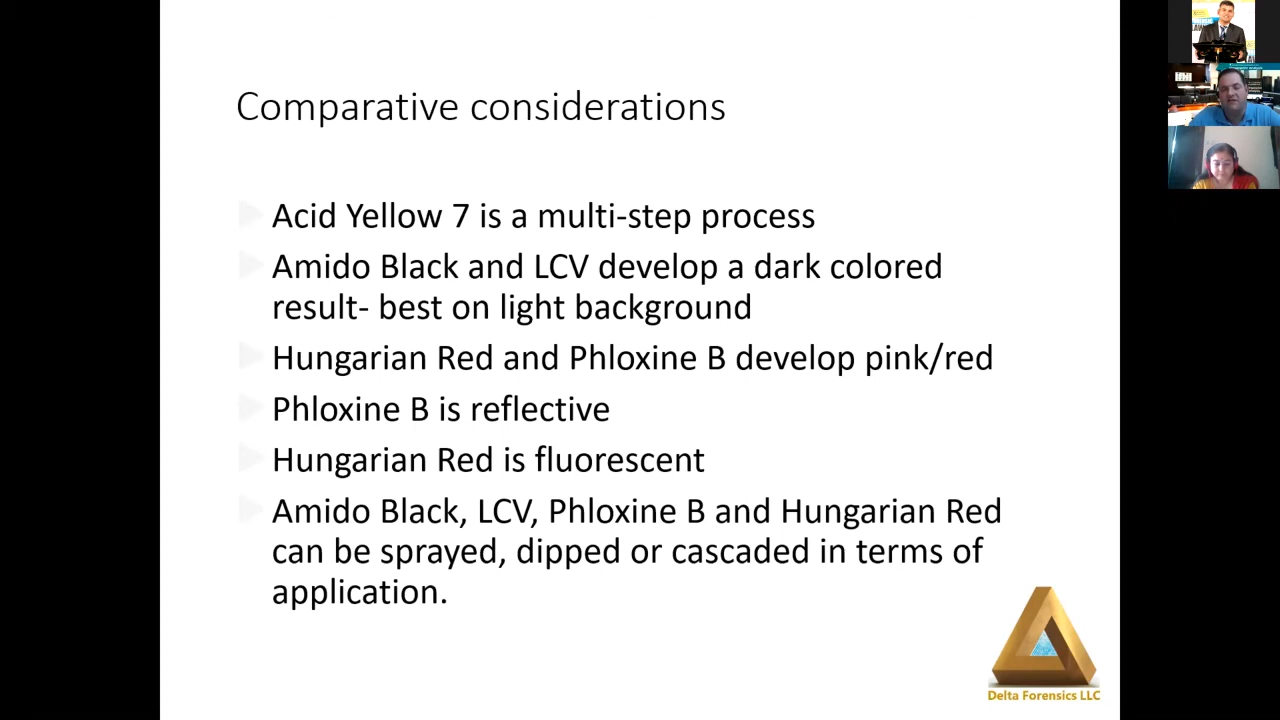 Comparative considerations
Acid Yellow 7 is a multi-step process
Amido Black and LCV develop a dark colored
result- best on light background
Hungarian Red and Phloxine B develop pink/red
Phloxine B is reflective
Hungarian Red is fluorescent
Amido Black, LCV, Phloxine B and Hungarian Red
can be sprayed, dipped or cascaded in terms of
application.
Delta Forensics LLC